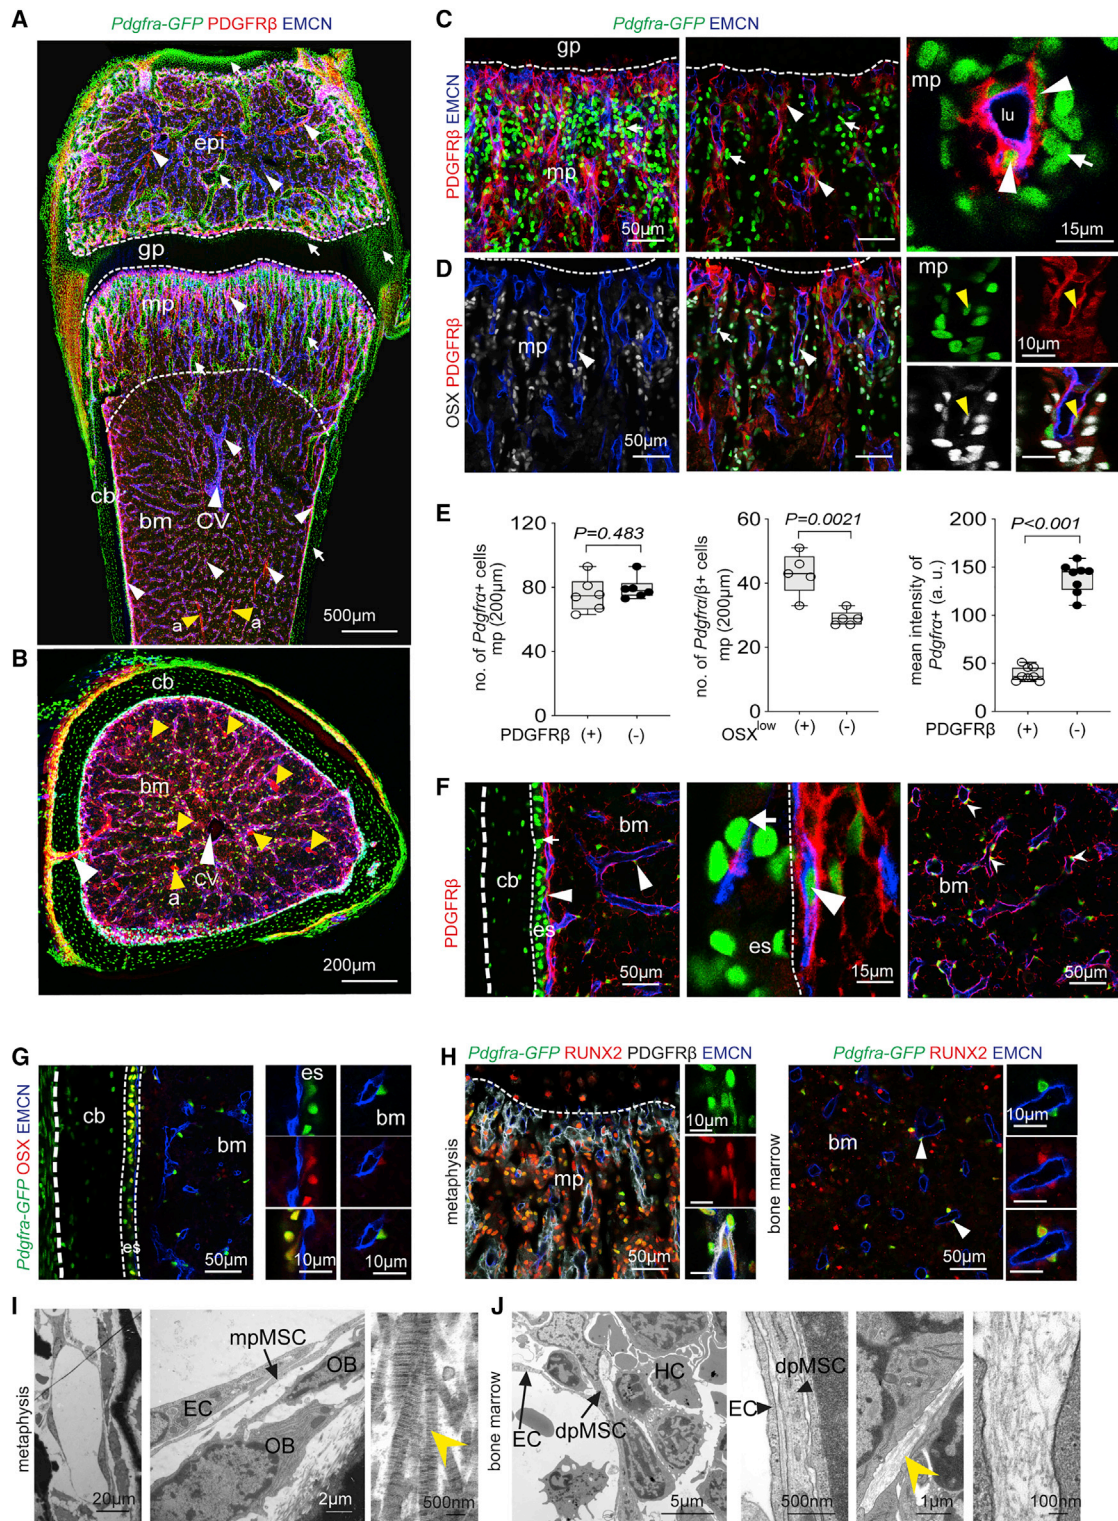 A
Pdgfra-GFP PDGFRβ EMCN
epi
gp
mp
cb
bm
CV
a
a
500µm
B
cb
bm
CV
a
200µm
C
Pdgfra-GFP EMCN
PDGFRβ EMCN
gp
mp
50µm
mp
lu
15µm
D
OSX PDGFRβ
mp
50µm
mp
10µm
E
no. of Pdgfra+ cells
mp (200µm)
120
80
40
0
P=0.483
PDGFRβ (+) (-)
no. of Pdgfra/β+ cells
mp (200µm)
60
40
20
0
P=0.0021
OSXlow (+) (-)
mean intensity of
Pdgfrα+ (a. u.)
200
150
100
50
0
P<0.001
PDGFRβ (+) (-)
F
PDGFRβ
cb
es
bm
50µm
es
15µm
bm
50µm
G
Pdgfra-GFP OSX EMCN
cb
es
bm
50µm
es
10µm
bm
10µm
H
Pdgfra-GFP RUNX2 PDGFRβ EMCN
metaphysis
mp
50µm
10µm
Pdgfra-GFP RUNX2 EMCN
bone marrow
bm
50µm
10µm
I
metaphysis
20µm
mpMSC
OB
EC
OB
2µm
500nm
J
bone marrow
HC
EC
dpMSC
5µm
dpMSC
EC
500nm
1µm
100nm